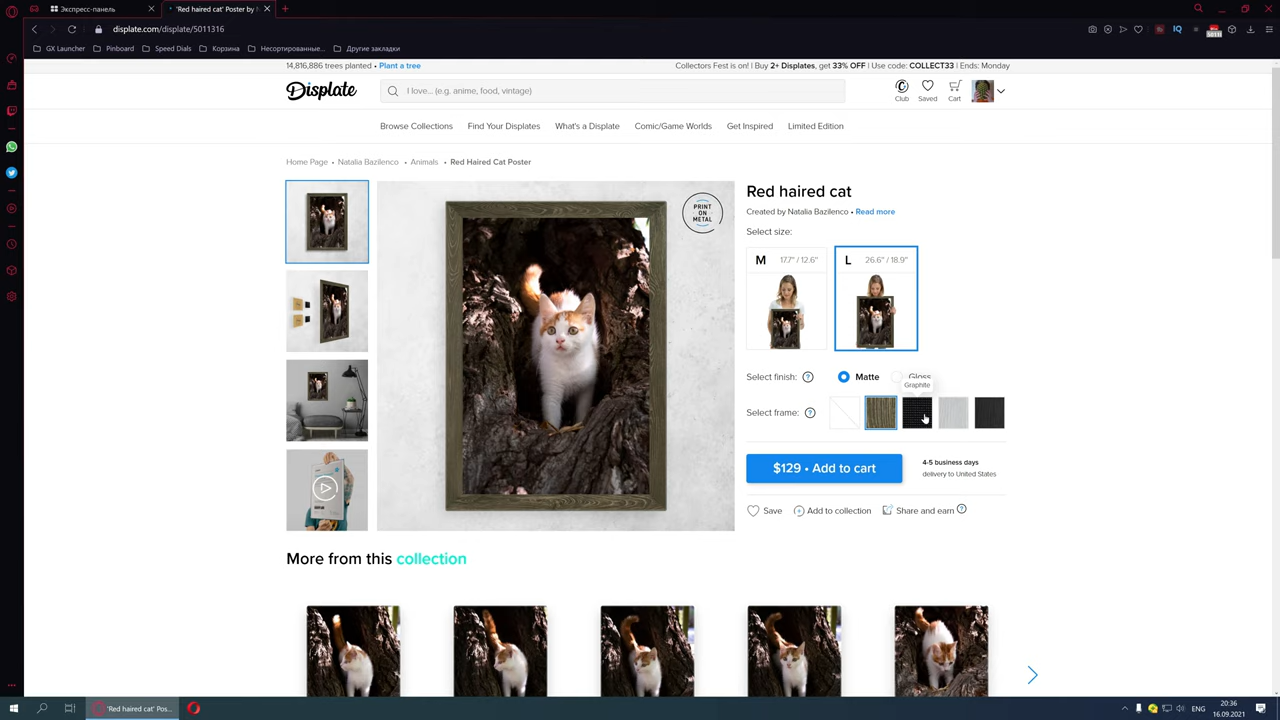 Экспресс-панель
'Red haired cat' Poster by
displate.com/display/5011316
GX Launcher
Pinboard
Speed Dials
Корзина
Несортированные...
Другие закладки
14,816,886 trees planted • Plant a tree
Collectors Fest is on! | Buy 2+ Displates, get 33% OFF | Use code: COLLECT33 | Ends: Monday
Displate
I love... (e.g. anime, food, vintage)
Club
Saved
Cart
Browse Collections
Find Your Displates
What's a Displate
Comic/Game Worlds
Get Inspired
Limited Edition
Home Page • Natalia Bazilenco • Animals • Red Haired Cat Poster
PRINT
ON
METAL
Red haired cat
Created by Natalia Bazilenco • Read more
Select size:
M 17.7" / 12.6"
L 26.6" / 18.9"
Select finish: ? Matte Gloss
Graphite
Select frame: ?
$129 • Add to cart
4-5 business days
delivery to United States
Save
Add to collection
Share and earn ?
More from this collection
'Red haired cat' Pos...
ENG
20:36
16.09.2021